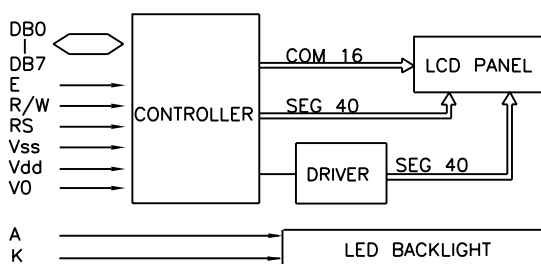 DB0
DB7
E
R/W
RS
Vss
Vdd
V0
CONTROLLER
COM 16
SEG 40
LCD PANEL
DRIVER
SEG 40
A
K
LED BACKLIGHT